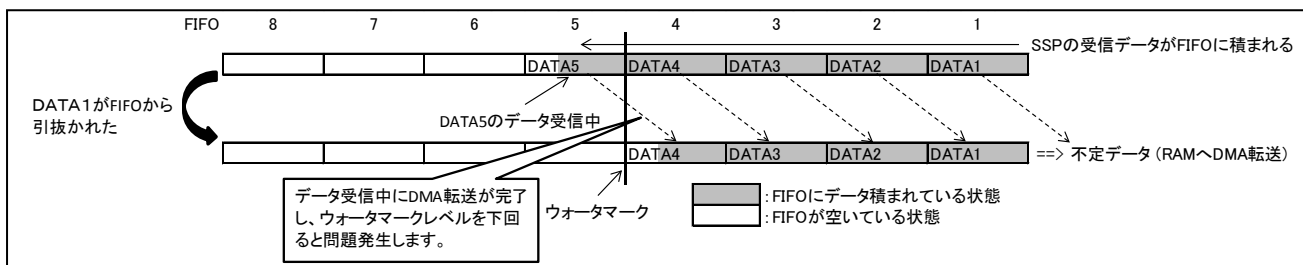 FIFO 8 7 6 5 4 3 2 1
SSPの受信データがFIFOに積まれる
DATA5 DATA4 DATA3 DATA2 DATA1
DATA1がFIFOから
引抜かれた
DATA5のデータ受信中
DATA4 DATA3 DATA2 DATA1
==> 不定データ(RAMへDMA転送)
データ受信中にDMA転送が完了
し、ウォータマークレベルを下回
ると問題発生します。
ウォータマーク
:FIFOにデータ積まれている状態
:FIFOが空いている状態